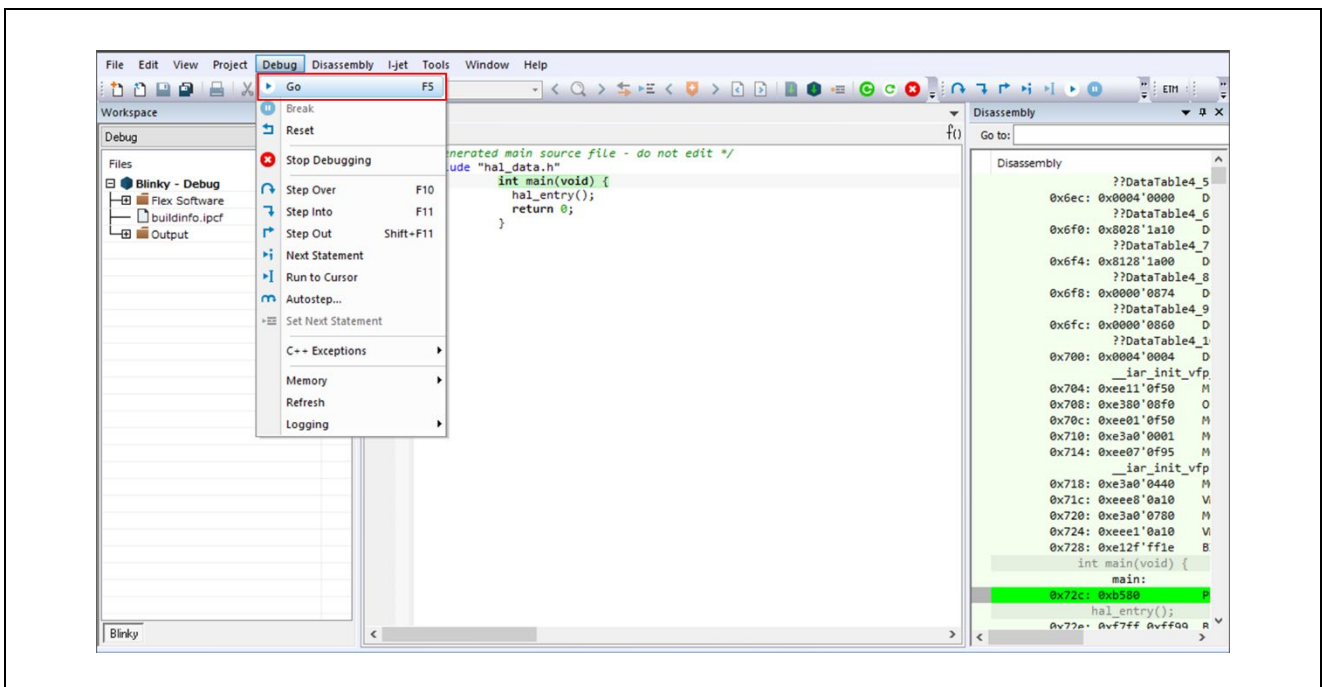 File Edit View Project Debug Disassembly I-jet Tools Window Help
ETM
Workspace
Debug
Files
Blinky - Debug
Flex Software
buildinfo.ipcf
Output
Blinky
Go F5
Break
Reset
Stop Debugging
Step Over F10
Step Into F11
Step Out Shift+F11
Next Statement
Run to Cursor
Autostep...
Set Next Statement
C++ Exceptions
Memory
Refresh
Logging
f()
nerated main source file - do not edit */
ude "hal_data.h"
int main(void) {
hal_entry();
return 0;
}
Disassembly
Go to:
Disassembly
??DataTable4_5
0x6ec: 0x0004'0000 D
??DataTable4_6
0x6f0: 0x8028'1a10 D
??DataTable4_7
0x6f4: 0x8128'1a00 D
??DataTable4_8
0x6f8: 0x0000'0874 D
??DataTable4_9
0x6fc: 0x0000'0860 D
??DataTable4_1
0x700: 0x0004'0004 D
__iar_init_vfp
0x704: 0xee11'0f50 M
0x708: 0xe380'08f0 O
0x70c: 0xee01'0f50 M
0x710: 0xe3a0'0001 M
0x714: 0xee07'0f95 M
__iar_init_vfp
0x718: 0xe3a0'0440 M
0x71c: 0xeee8'0a10 V
0x720: 0xe3a0'0780 M
0x724: 0xeee1'0a10 V
0x728: 0xe12f'ff1e B
int main(void) {
main:
0x72c: 0xb580 P
hal_entry();
0x72e: 0xf7ff 0xff99 B